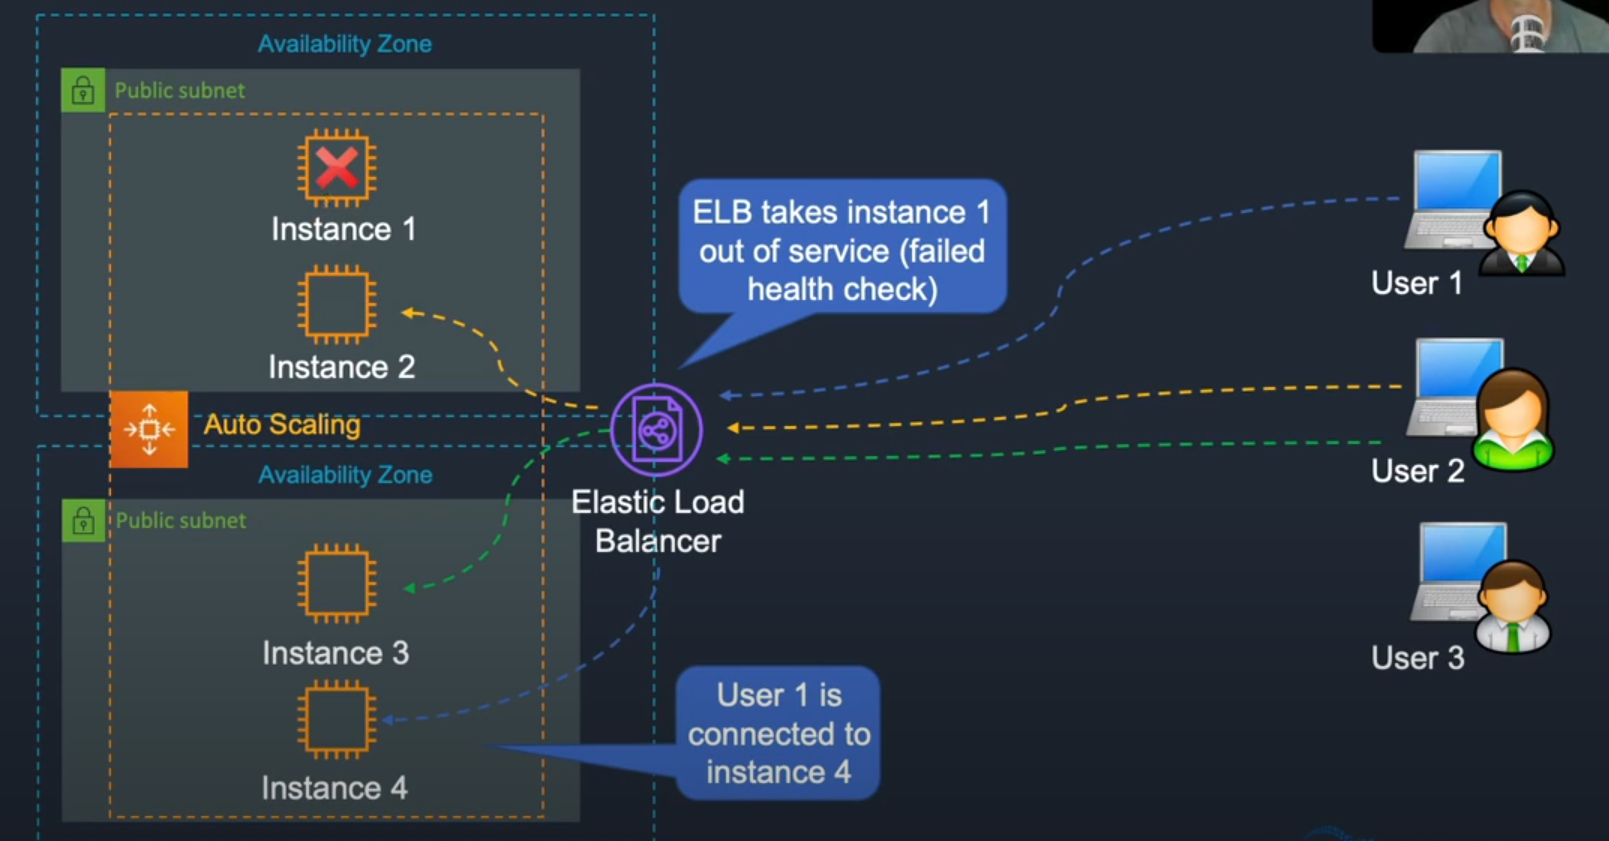 Availability Zone
Public subnet
Instance 1
Instance 2
Auto Scaling
Availability Zone
Public subnet
Instance 3
Instance 4
ELB takes instance 1
out of service (failed
health check)
Elastic Load
Balancer
User 1 is
connected to
instance 4
User 1
User 2
User 3